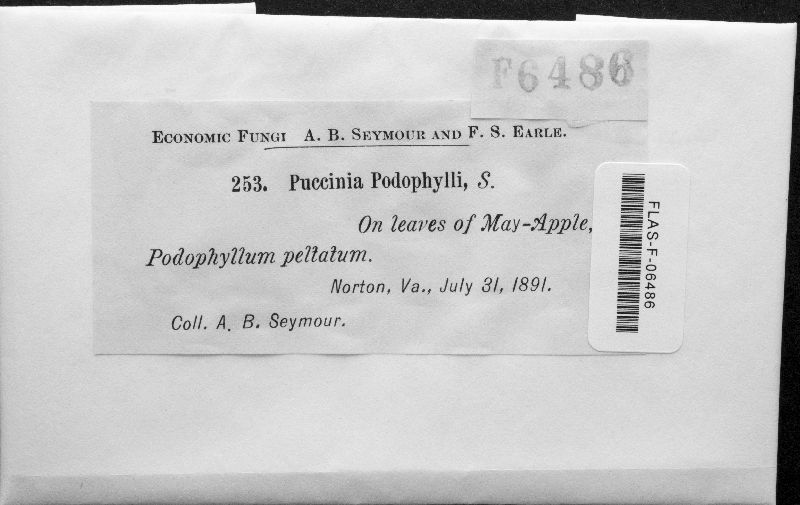 F6486
ECONOMIC FUNGI A. B. SEYMOUR AND F. S. EARLE.
253. Puccinia Podophylli, S.
On leaves of May-Apple,
Podophyllum peltatum.
Norton, Va., July 31, 1891.
Coll. A. B. Seymour.
FLAS-F-06486